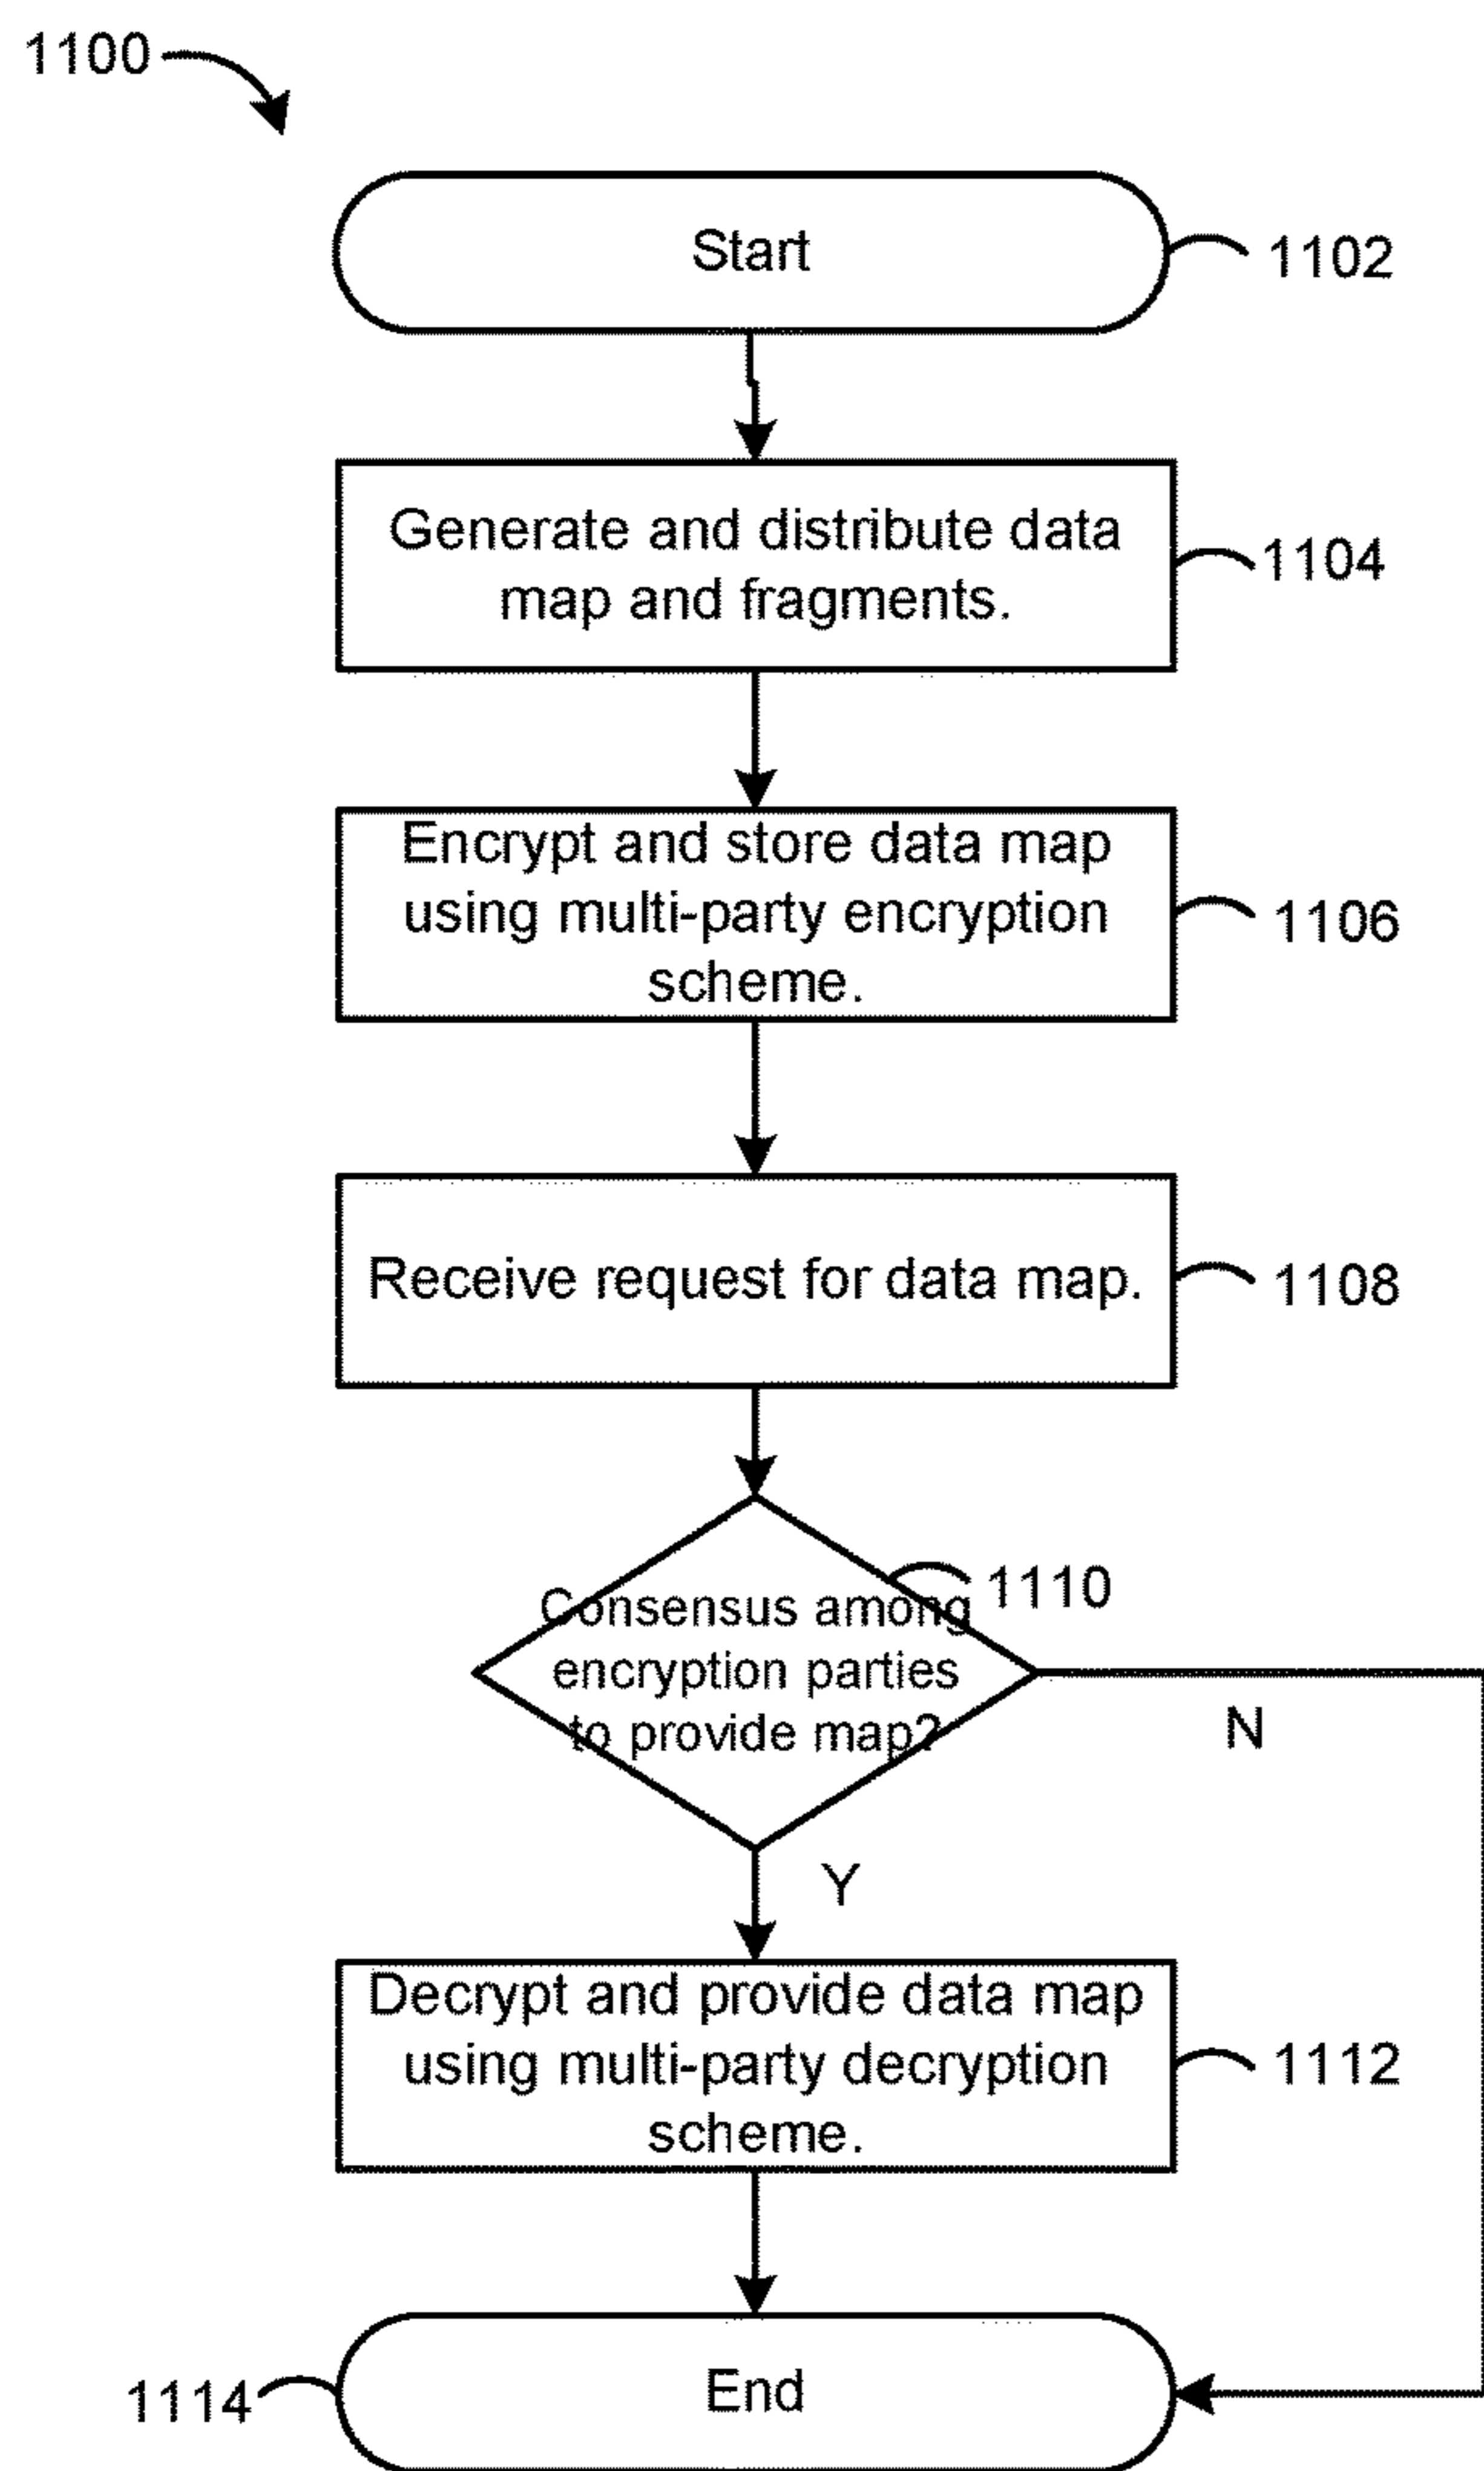 1100
Start
1102
Generate and distribute data
map and fragments.
1104
Encrypt and store data map
using multi-party encryption
scheme.
1106
Receive request for data map.
1108
Consensus among
encryption parties
to provide map?
1110
N
Y
Decrypt and provide data map
using multi-party decryption
scheme.
1112
End
1114